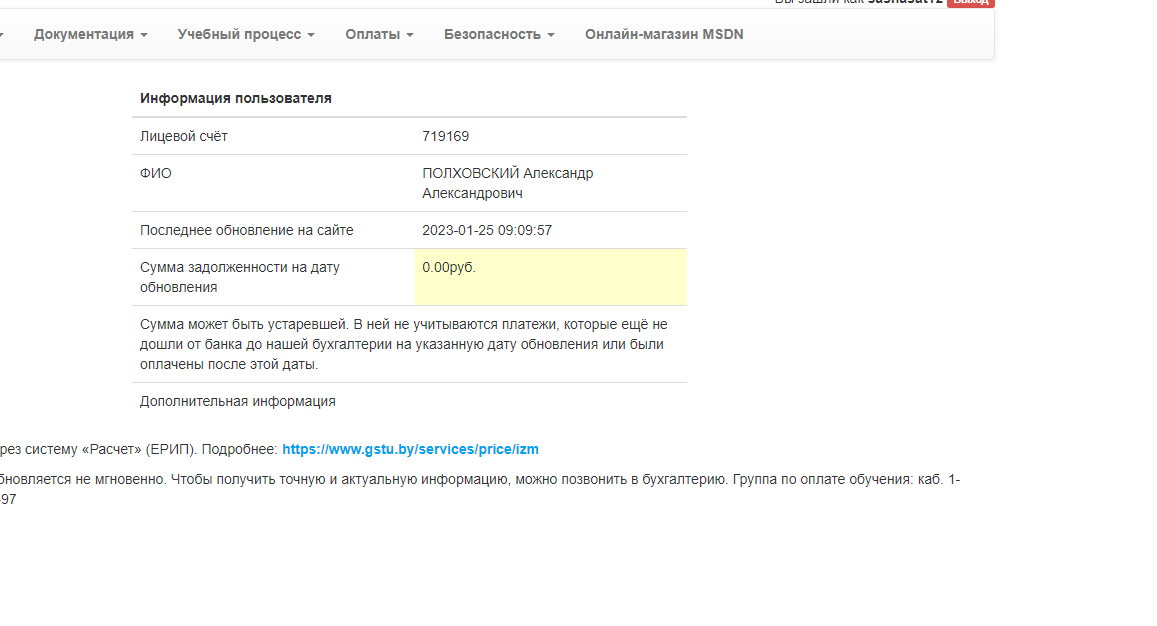 Вы зашли как sashasat12 Выход
Документация Учебный процесс Оплаты Безопасность Онлайн-магазин MSDN
Информация пользователя
Лицевой счёт 719169
ФИО ПОЛХОВСКИЙ Александр
Александрович
Последнее обновление на сайте 2023-01-25 09:09:57
Сумма задолженности на дату 0.00руб.
обновления
Сумма может быть устаревшей. В ней не учитываются платежи, которые ещё не
дошли от банка до нашей бухгалтерии на указанную дату обновления или были
оплачены после этой даты.
Дополнительная информация
рез систему «Расчет» (ЕРИП). Подробнее: https://www.gstu.by/services/price/izm
бновляется не мгновенно. Чтобы получить точную и актуальную информацию, можно позвонить в бухгалтерию. Группа по оплате обучения: каб. 1-
-97